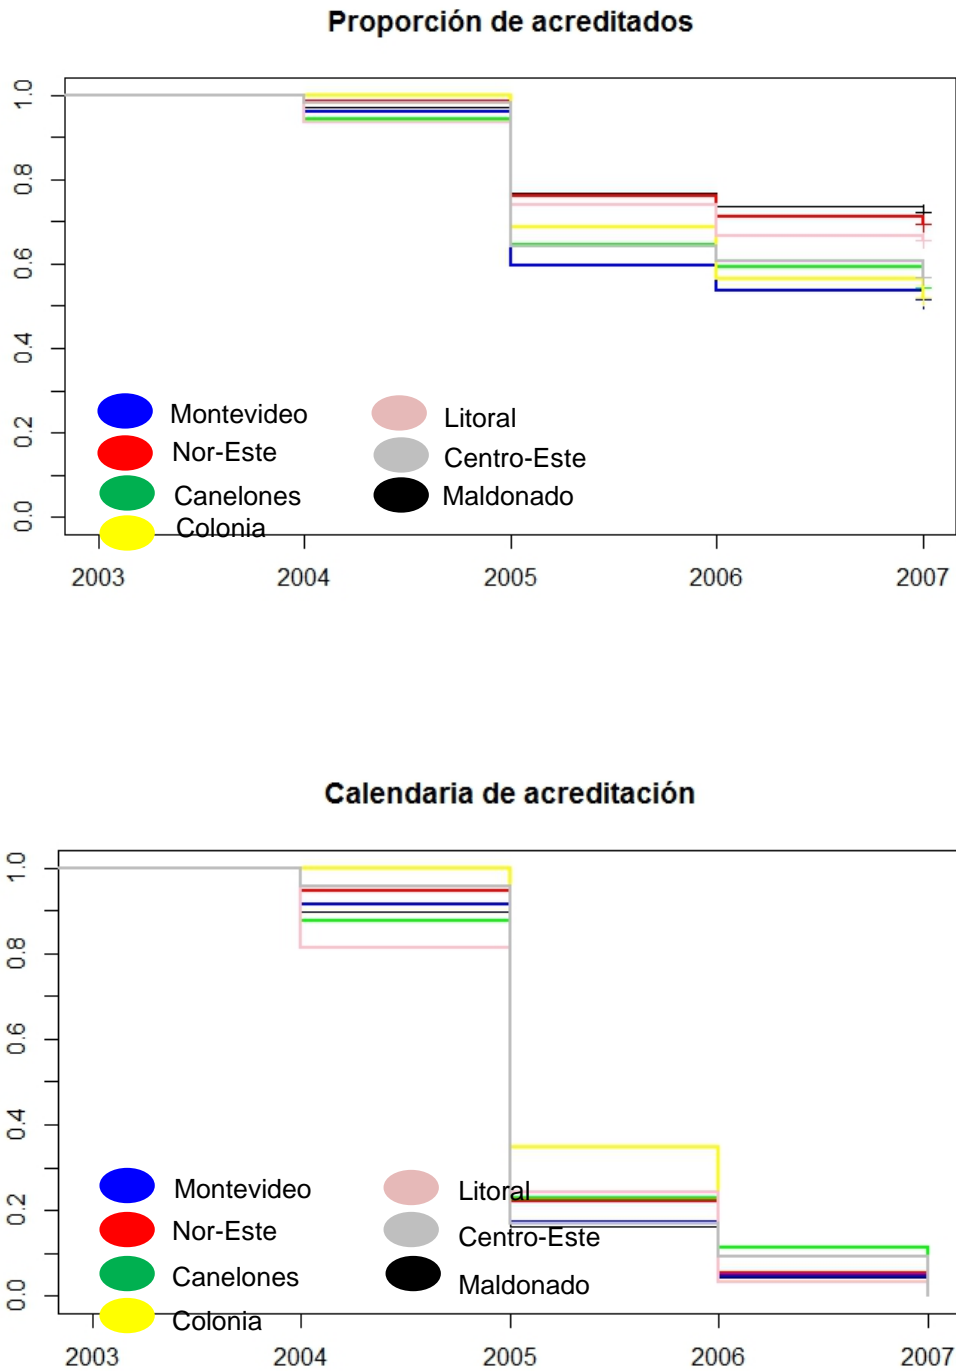 Proporción de acreditados
1.0
0.8
0.6
0.4
0.2
0.0
Montevideo
Litoral
Nor-Este
Centro-Este
Canelones
Maldonado
Colonia
2003 2004 2005 2006 2007
Calendaria de acreditación
1.0
0.8
0.6
0.4
0.2
0.0
Montevideo
Litoral
Nor-Este
Centro-Este
Canelones
Maldonado
Colonia
2003 2004 2005 2006 2007